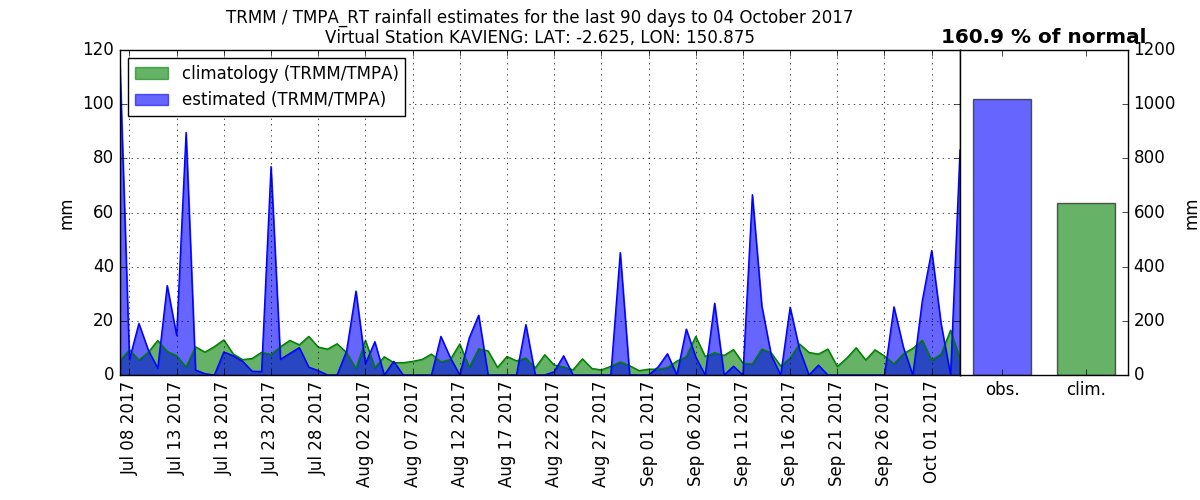 TRMM / TMPA_RT rainfall estimates for the last 90 days to 04 October 2017
Virtual Station KAVIENG: LAT: -2.625, LON: 150.875
160.9 % of normal
climatology (TRMM/TMPA)
estimated (TRMM/TMPA)
120
100
80
60
40
20
0
mm
1200
1000
800
600
400
200
0
mm
Jul 08 2017
Jul 13 2017
Jul 18 2017
Jul 23 2017
Jul 28 2017
Aug 02 2017
Aug 07 2017
Aug 12 2017
Aug 17 2017
Aug 22 2017
Aug 27 2017
Sep 01 2017
Sep 06 2017
Sep 11 2017
Sep 16 2017
Sep 21 2017
Sep 26 2017
Oct 01 2017
obs.
clim.